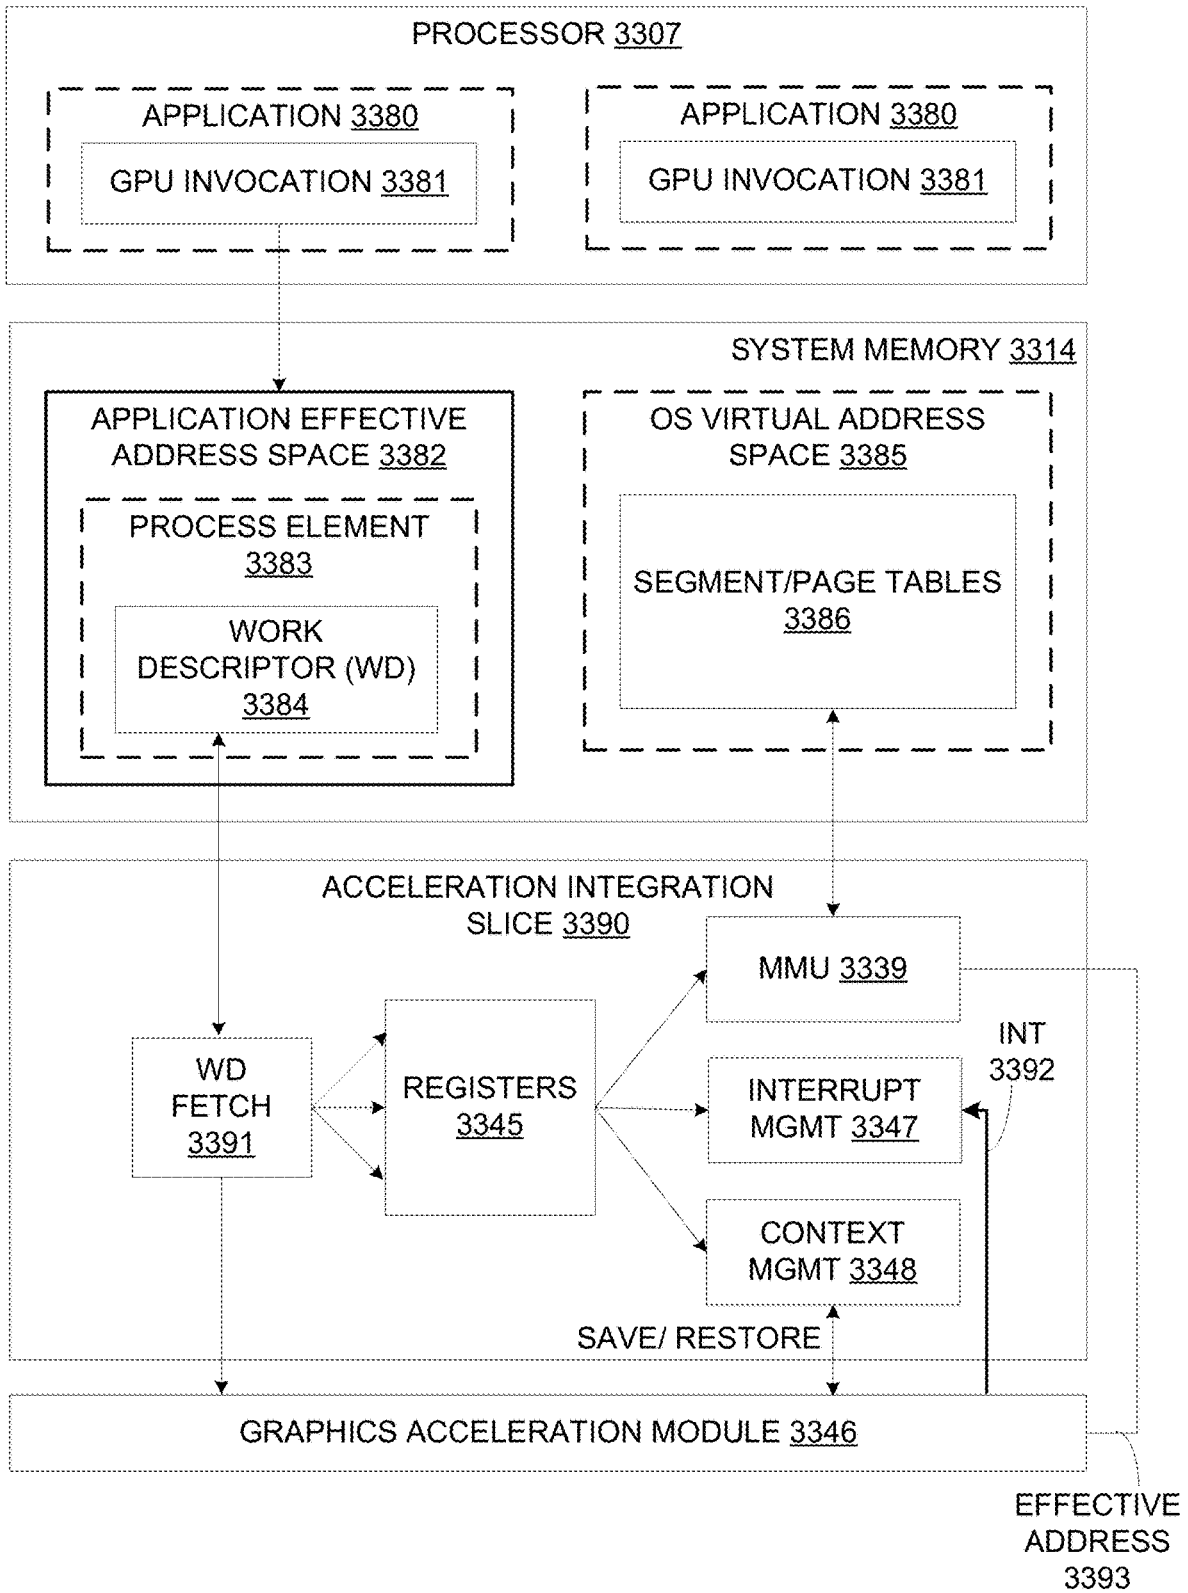 PROCESSOR 3307
APPLICATION 3380
GPU INVOCATION 3381
APPLICATION 3380
GPU INVOCATION 3381
SYSTEM MEMORY 3314
APPLICATION EFFECTIVE
ADDRESS SPACE 3382
PROCESS ELEMENT
3383
WORK
DESCRIPTOR (WD)
3384
OS VIRTUAL ADDRESS
SPACE 3385
SEGMENT/PAGE TABLES
3386
ACCELERATION INTEGRATION
SLICE 3390
WD
FETCH
3391
REGISTERS
3345
MMU 3339
INTERRUPT
MGMT 3347
CONTEXT
MGMT 3348
INT
3392
SAVE/ RESTORE
GRAPHICS ACCELERATION MODULE 3346
EFFECTIVE
ADDRESS
3393